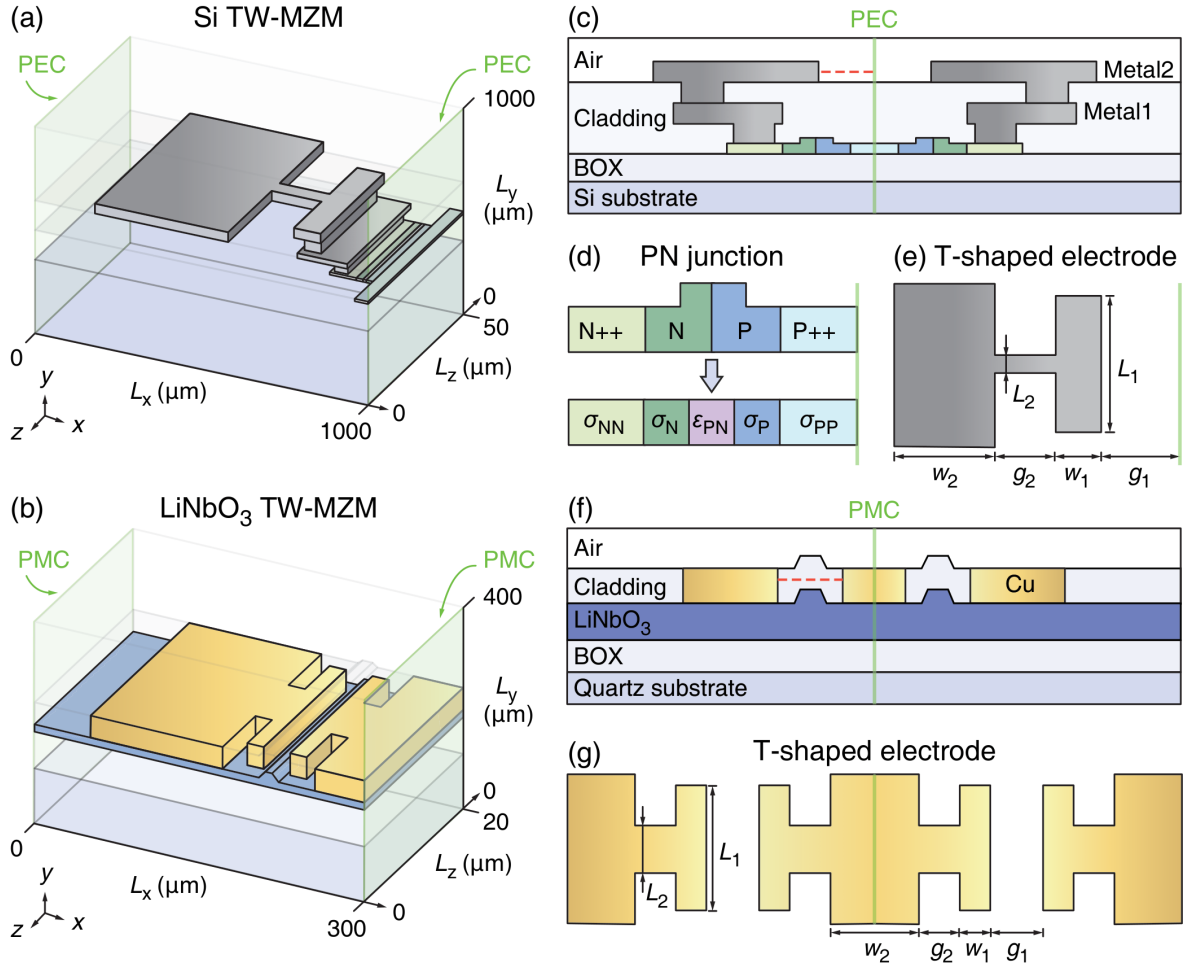 (a)
Si TW-MZM
PEC
PEC
1000
Ly
(μm)
0
50
Lz (μm)
0
0
Lx (μm)
1000
y
x
z
(b)
LiNbO3 TW-MZM
PMC
PMC
400
Ly
(μm)
0
20
Lz (μm)
0
0
Lx (μm)
300
y
x
z
(c)
PEC
Air
Metal2
Cladding
Metal1
BOX
Si substrate
(d)
PN junction
N++ N P P++
σNN σN εPN σP σPP
(e) T-shaped electrode
L1
L2
w2 g2 w1 g1
(f)
PMC
Air
Cladding
Cu
LiNbO3
BOX
Quartz substrate
(g)
T-shaped electrode
L1
L2
w2 g2 w1 g1